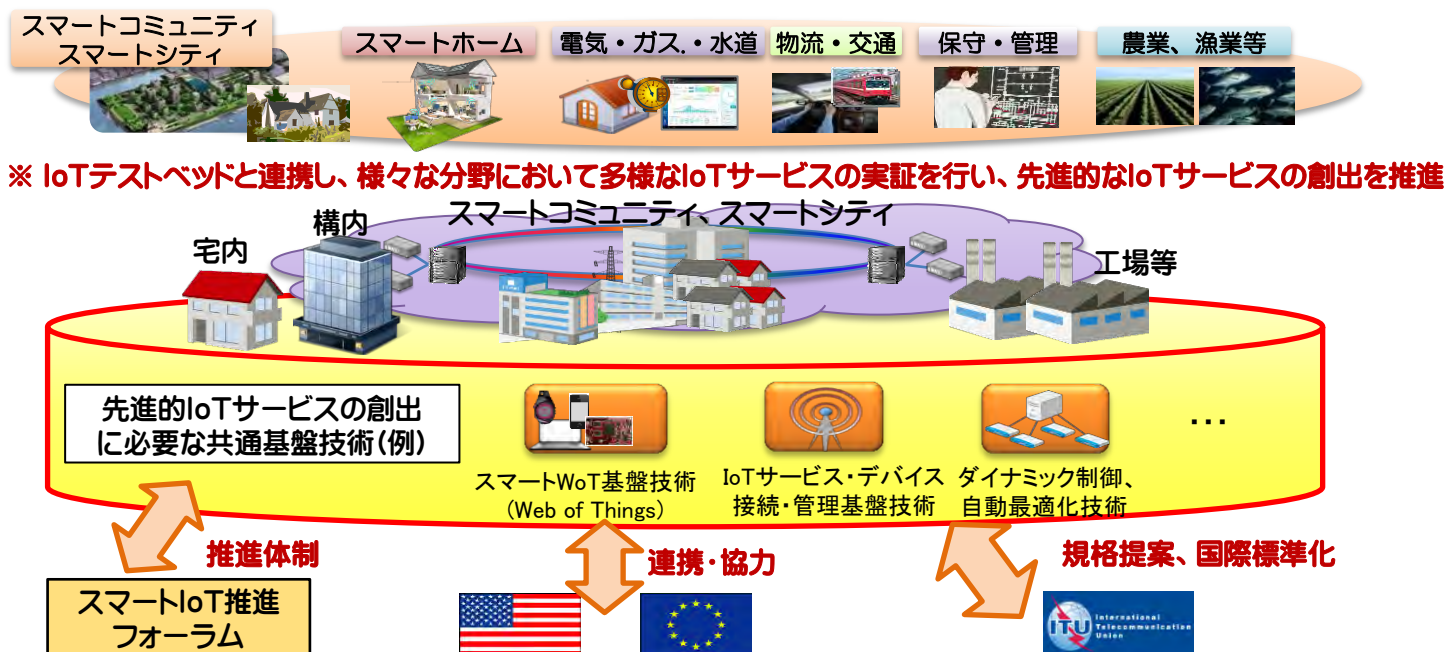 スマートコミュニティ
スマートシティ
スマートホーム
電気・ガス.・水道
物流・交通
保守・管理
農業、漁業等
※ IoTテストベッドと連携し、様々な分野において多様なIoTサービスの実証を行い、先進的なIoTサービスの創出を推進
スマートコミュニティ、スマートシティ
構内
宅内
工場等
先進的IoTサービスの創出
に必要な共通基盤技術(例)
スマートWoT基盤技術
(Web of Things)
IoTサービス・デバイス
接続・管理基盤技術
ダイナミック制御、
自動最適化技術
…
推進体制
連携・協力
規格提案、国際標準化
スマートIoT推進
フォーラム
ITU
International
Telecommunication
Union